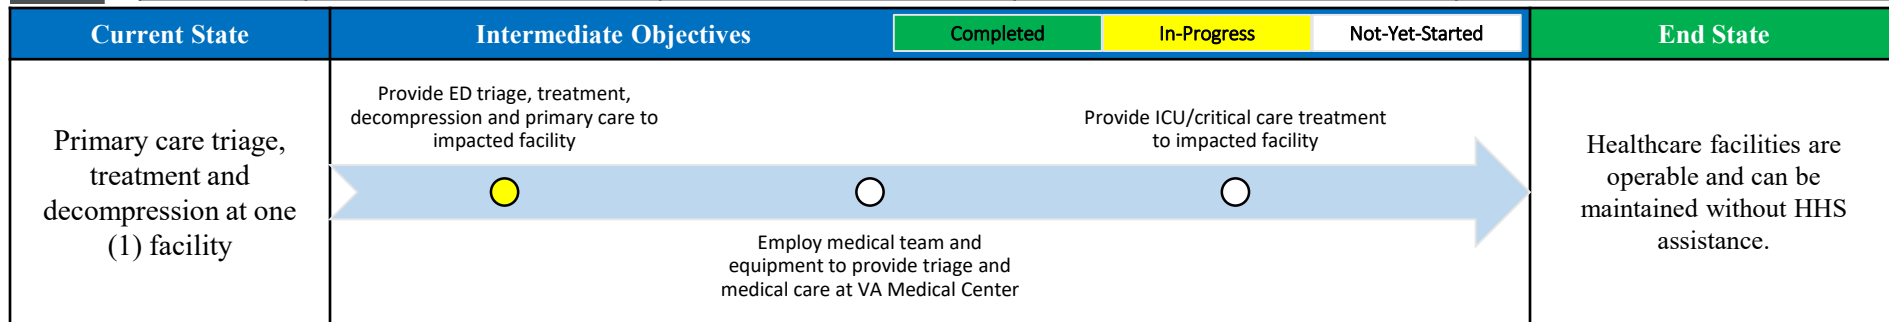 Current State
Intermediate Objectives
Completed
In-Progress
Not-Yet-Started
End State
Primary care triage,
treatment and
decompression at one
(1) facility
Provide ED triage, treatment,
decompression and primary care to
impacted facility
Employ medical team and
equipment to provide triage and
medical care at VA Medical Center
Provide ICU/critical care treatment
to impacted facility
Healthcare facilities are
operable and can be
maintained without HHS
assistance.